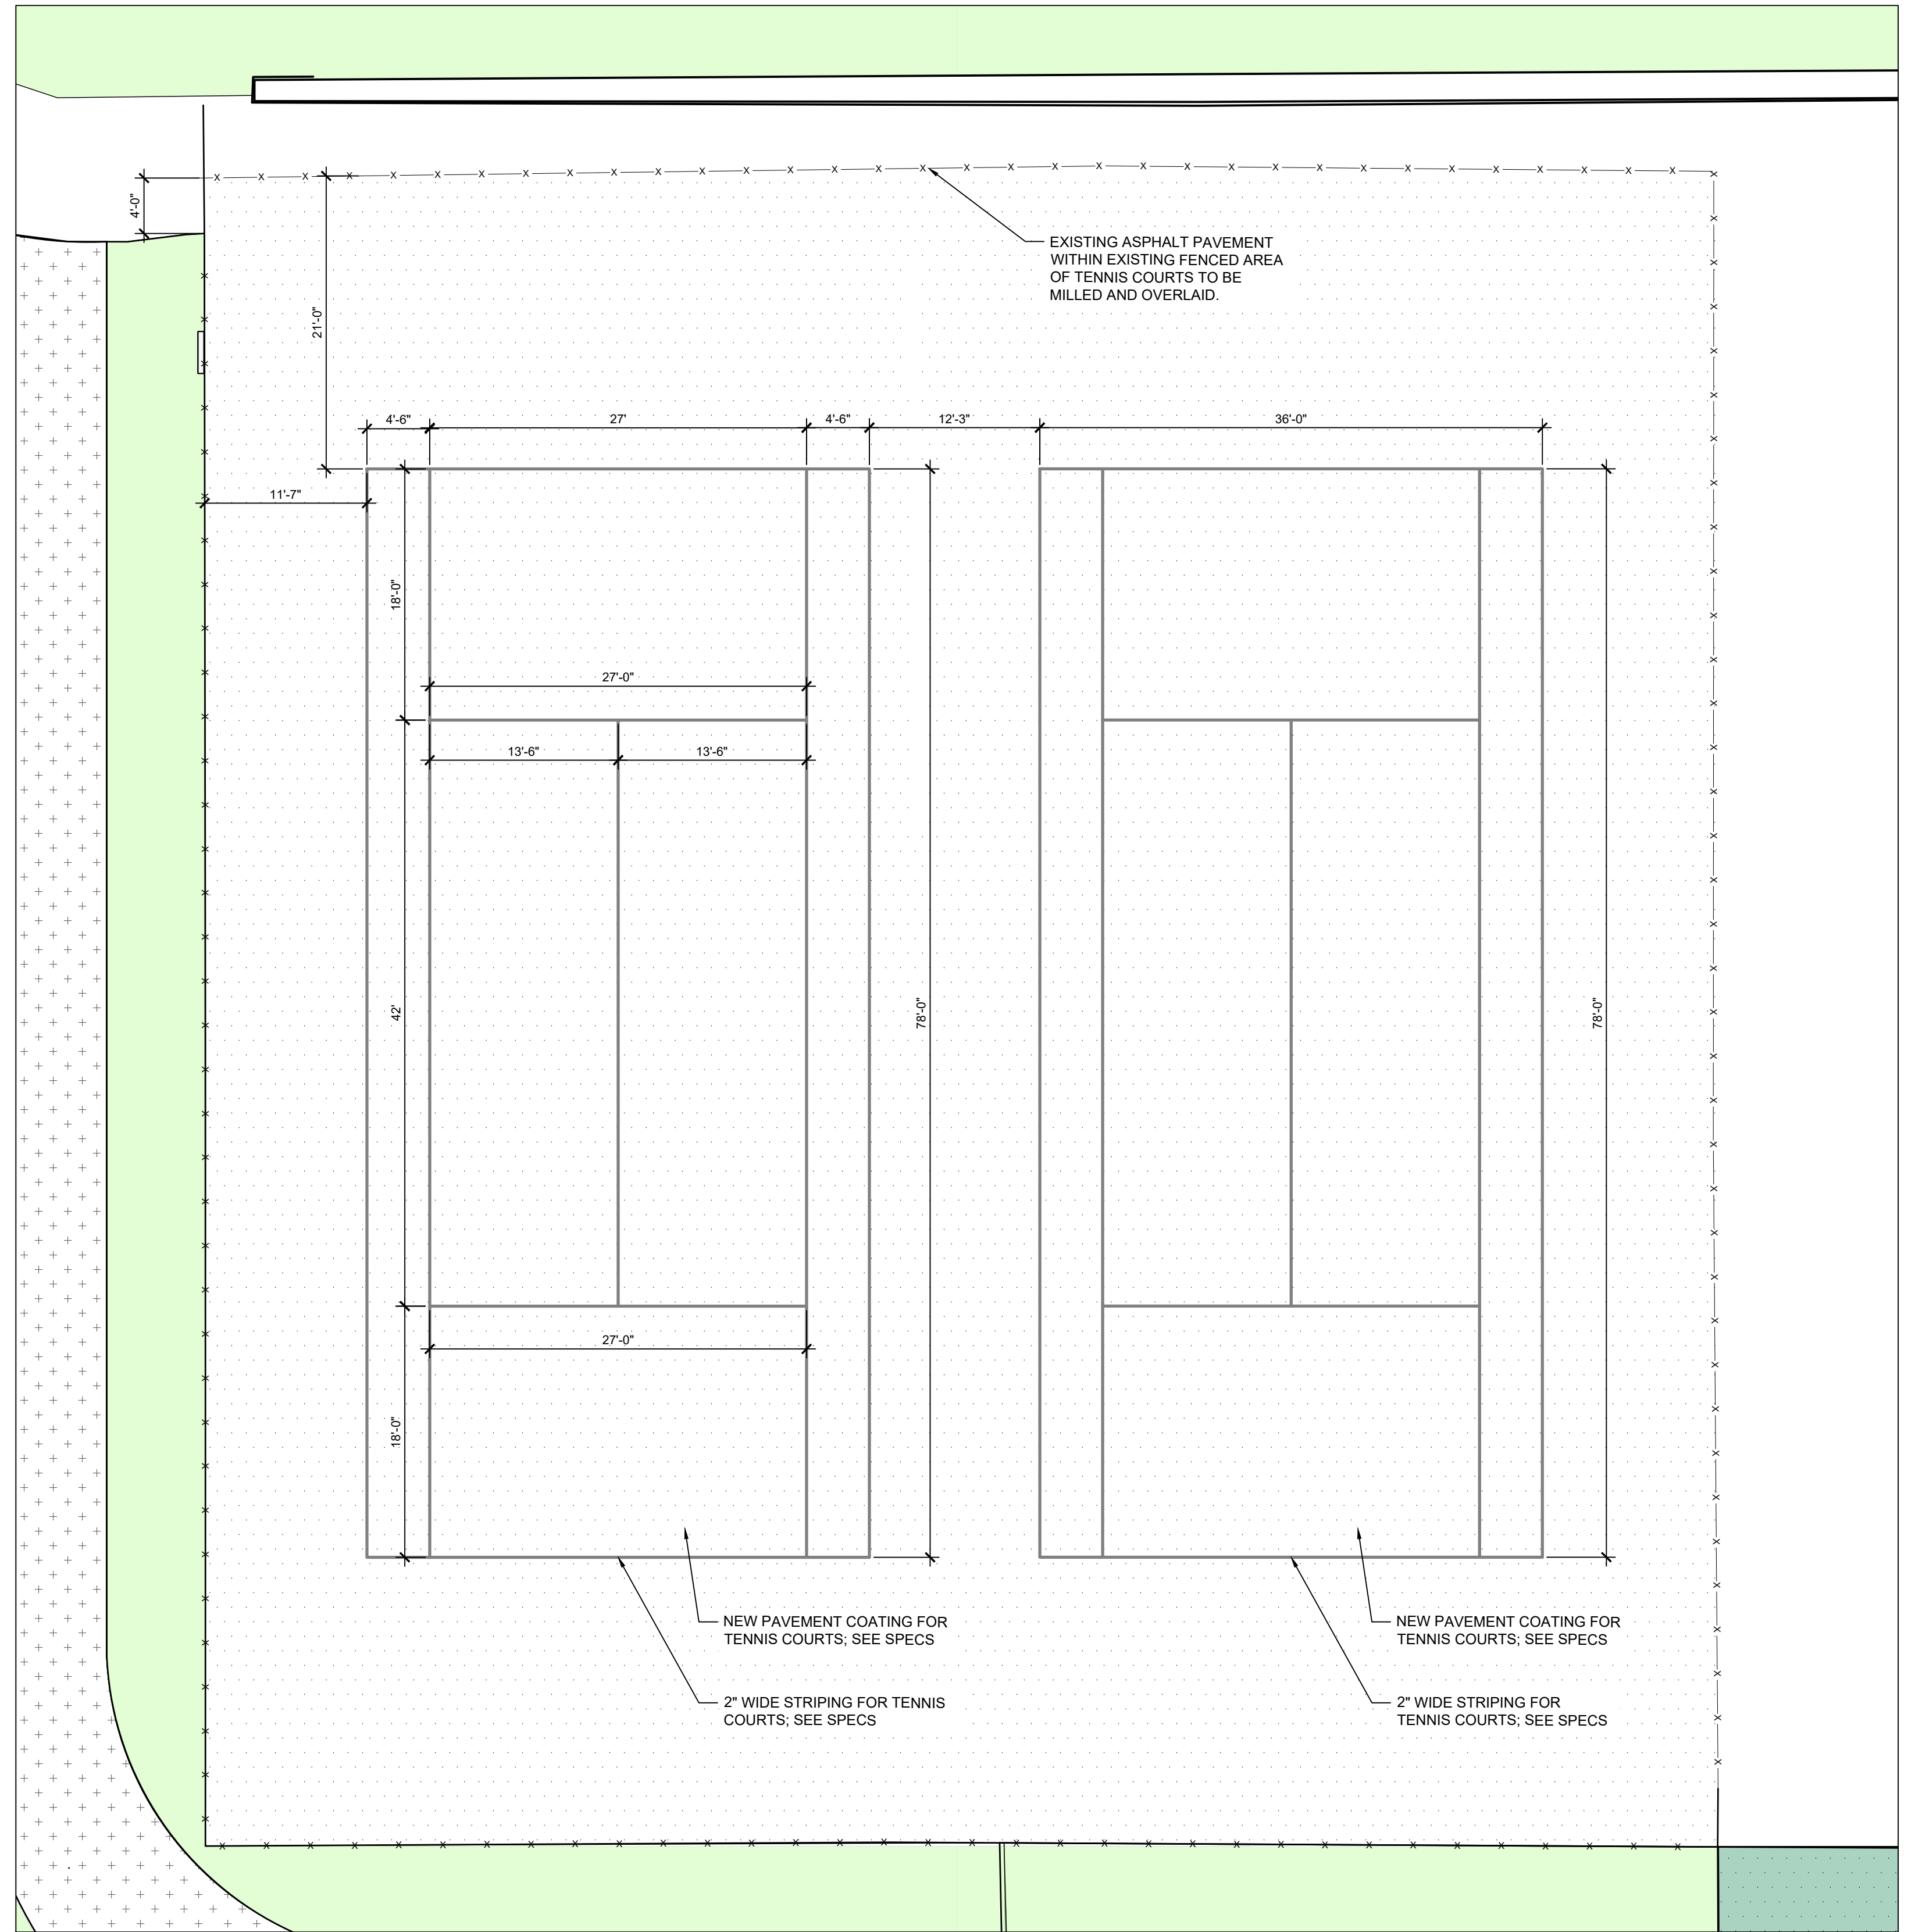 4'-0"
EXISTING ASPHALT PAVEMENT
WITHIN EXISTING FENCED AREA
OF TENNIS COURTS TO BE
MILLED AND OVERLAID.
21'-0"
4'-6"
27'
4'-6"
12'-3"
36'-0"
11'-7"
18'-0"
27'-0"
13'-6"
13'-6"
42'
78'-0"
78'-0"
27'-0"
18'-0"
NEW PAVEMENT COATING FOR
TENNIS COURTS; SEE SPECS
NEW PAVEMENT COATING FOR
TENNIS COURTS; SEE SPECS
2" WIDE STRIPING FOR TENNIS
COURTS; SEE SPECS
2" WIDE STRIPING FOR
TENNIS COURTS; SEE SPECS